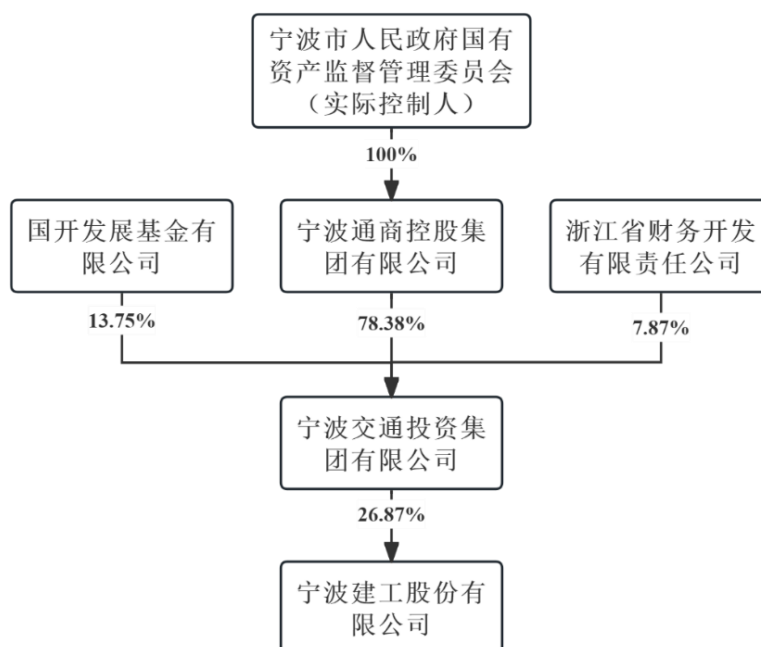 宁波市人民政府国有
资产监督管理委员会
（实际控制人）
100%
国开发展基金有
限公司
宁波通商控股集
团有限公司
浙江省财务开发
有限责任公司
13.75%
78.38%
7.87%
宁波交通投资集
团有限公司
26.87%
宁波建工股份有
限公司